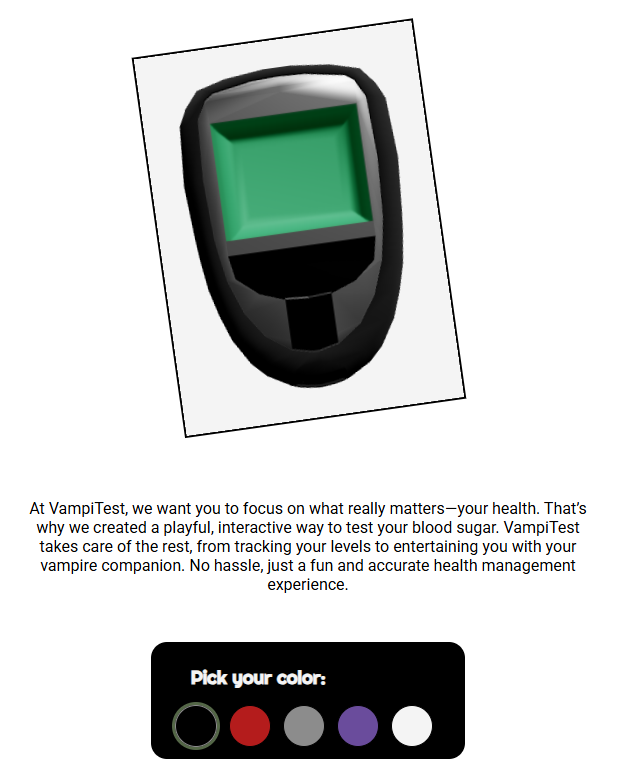 At VampiTest, we want you to focus on what really matters—your health. That’s
why we created a playful, interactive way to test your blood sugar. VampiTest
takes care of the rest, from tracking your levels to entertaining you with your
vampire companion. No hassle, just a fun and accurate health management
experience.
Pick your color: